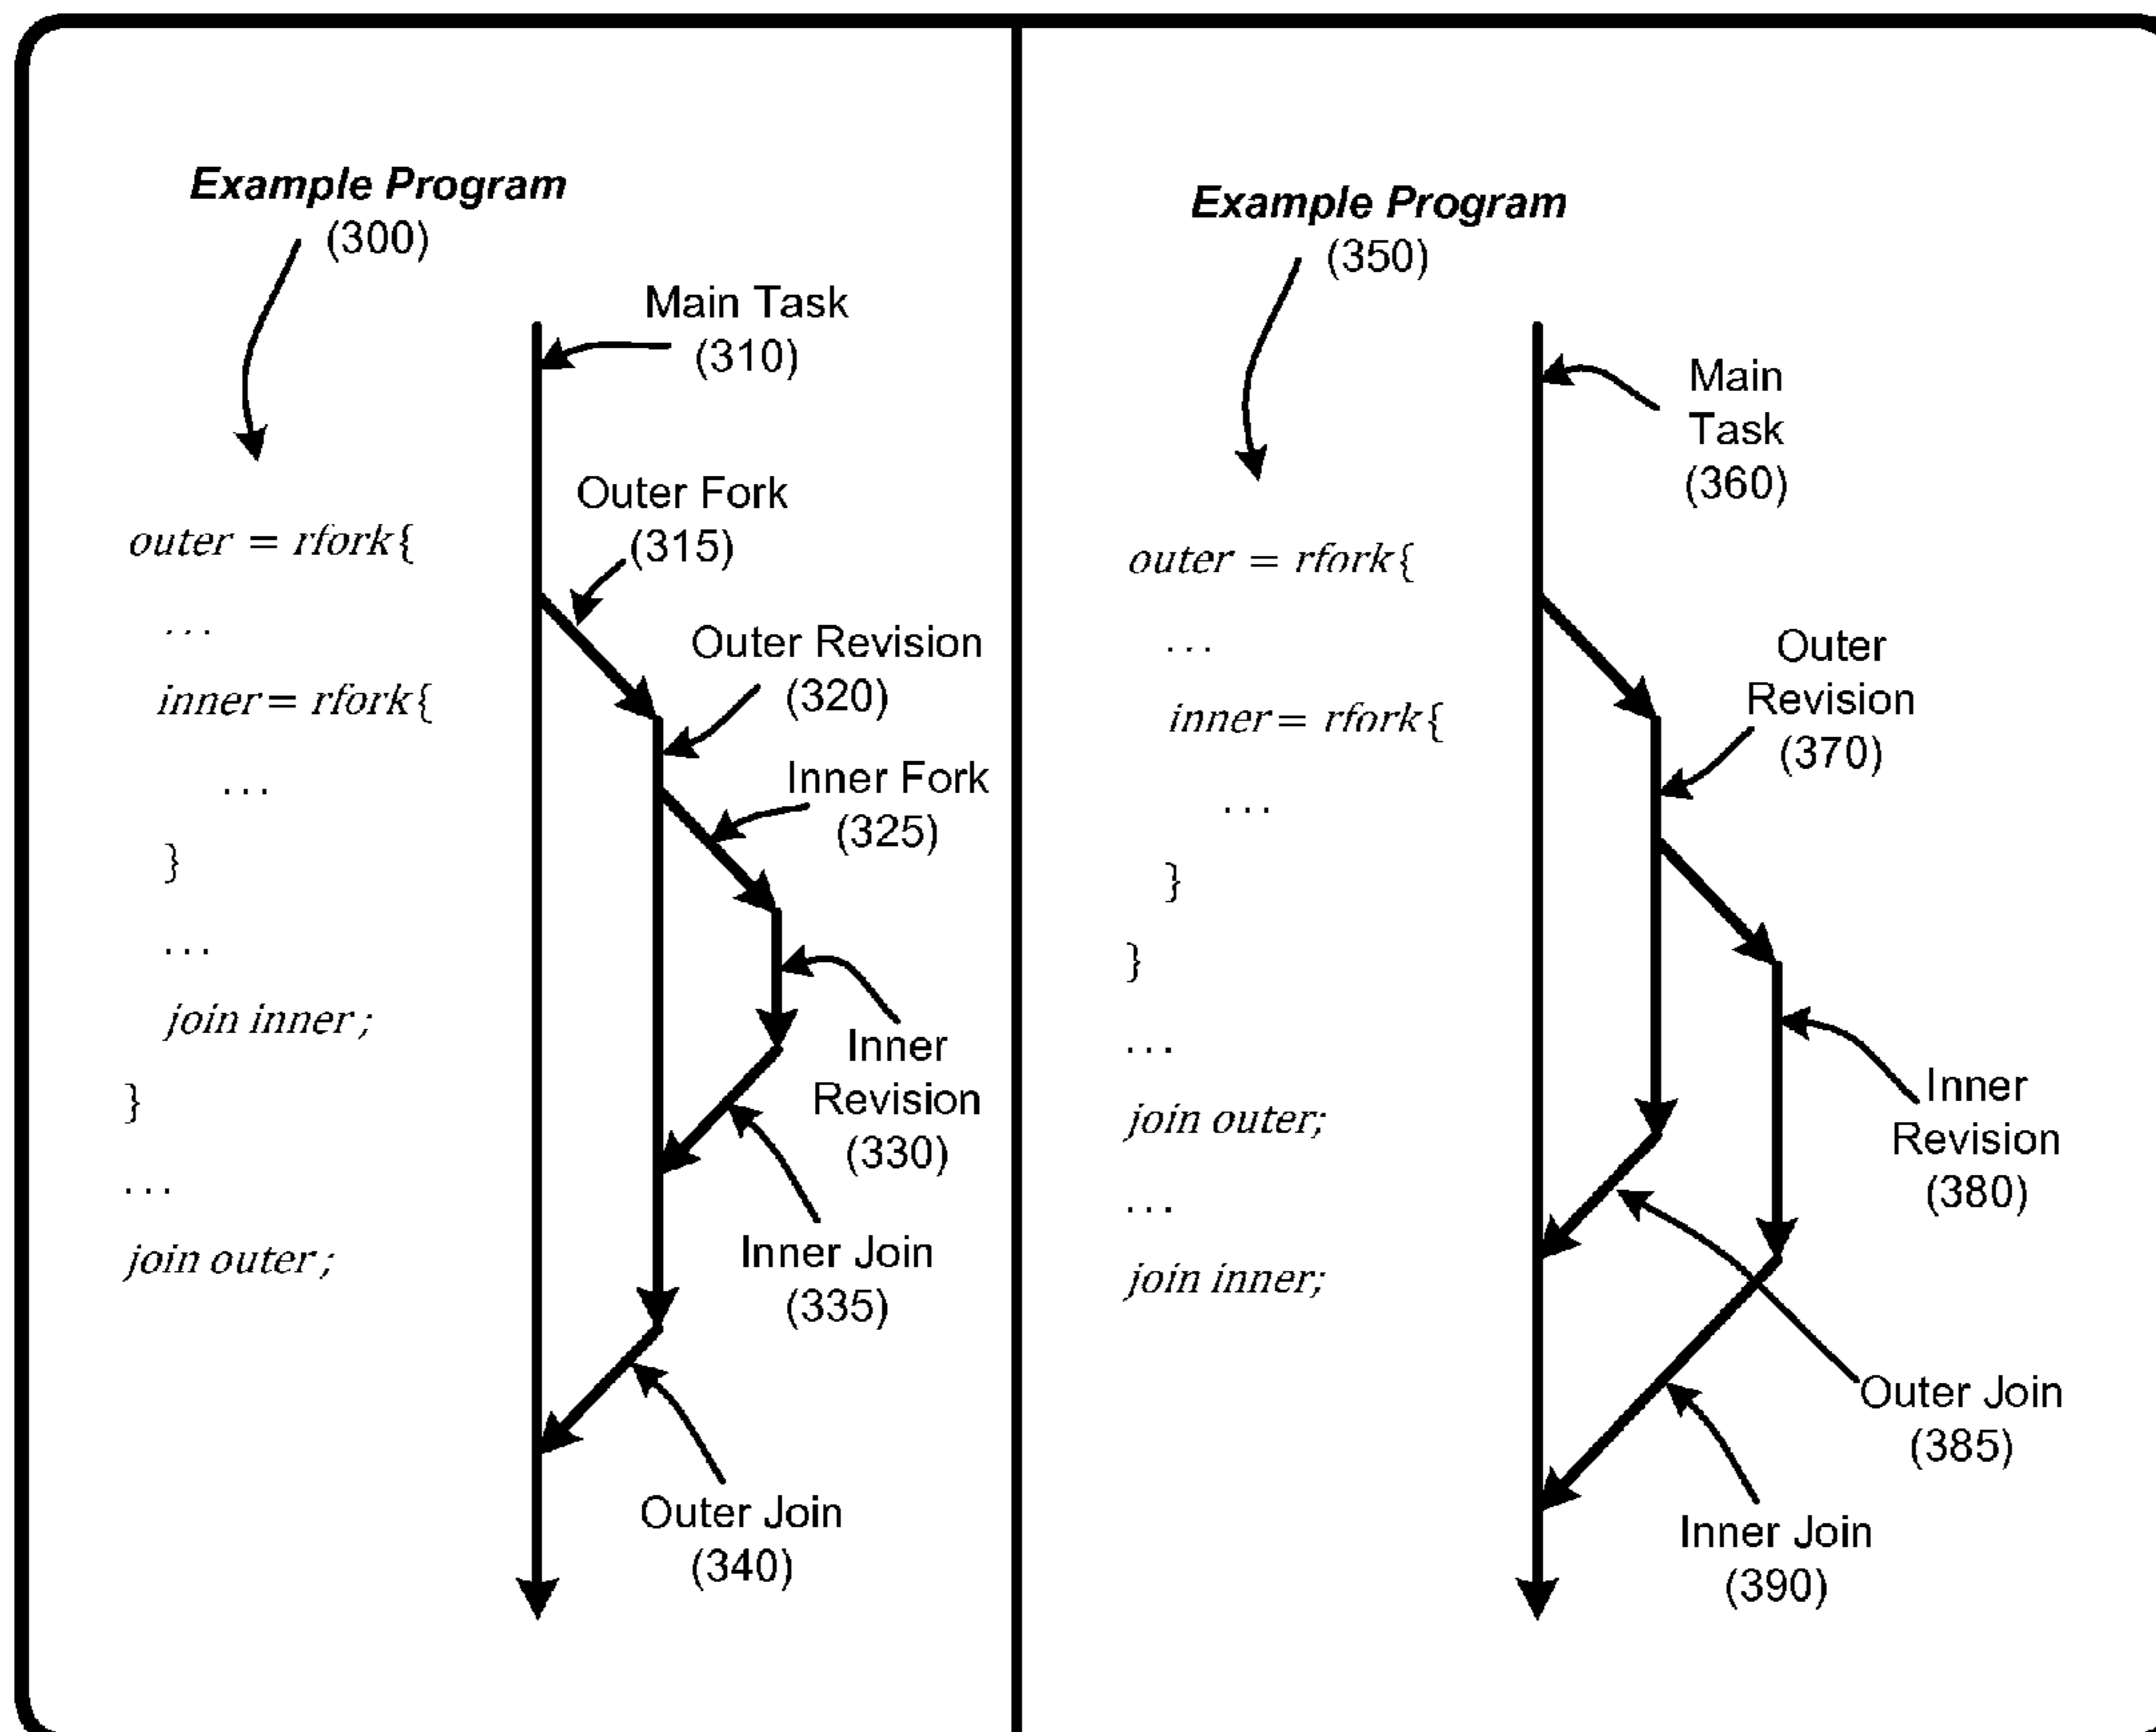 Example Program
(300)
Main Task
(310)
Outer Fork
(315)
outer = rfork{
...
Outer Revision
(320)
inner = rfork{
Inner Fork
(325)
...
}
...
join inner;
Inner
Revision
(330)
}
...
Inner Join
(335)
join outer;
Outer Join
(340)
Example Program
(350)
Main
Task
(360)
outer = rfork{
...
Outer
Revision
(370)
inner = rfork{
...
}
}
...
join outer;
Inner
Revision
(380)
...
join inner;
Outer Join
(385)
Inner Join
(390)